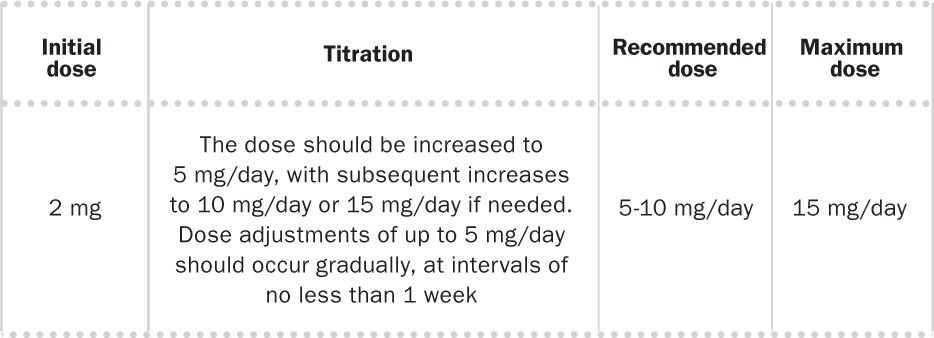 Initial dose
Titration
Recommended dose
Maximum dose
2 mg
The dose should be increased to
5 mg/day, with subsequent increases
to 10 mg/day or 15 mg/day if needed.
Dose adjustments of up to 5 mg/day
should occur gradually, at intervals of
no less than 1 week
5-10 mg/day
15 mg/day